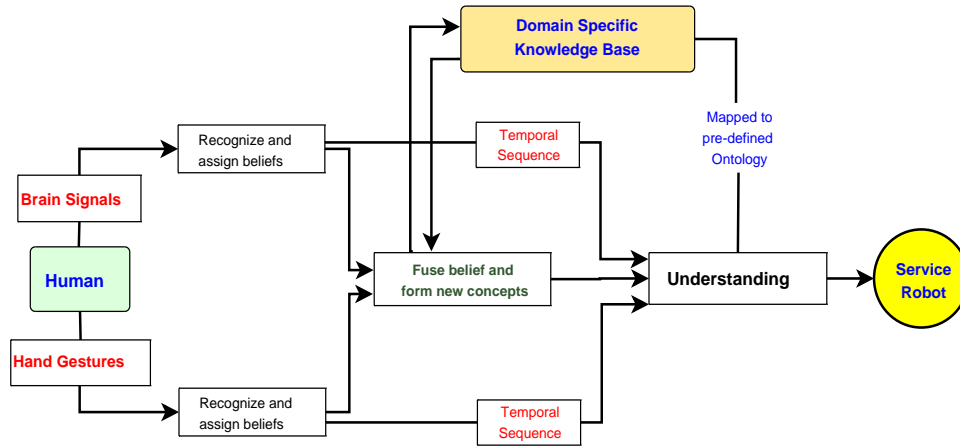 Domain Specific
Knowledge Base
Mapped to
pre-defined
Ontology
Recognize and
assign beliefs
Temporal
Sequence
Brain Signals
Human
Fuse belief and
form new concepts
Understanding
Service
Robot
Hand Gestures
Recognize and
assign beliefs
Temporal
Sequence